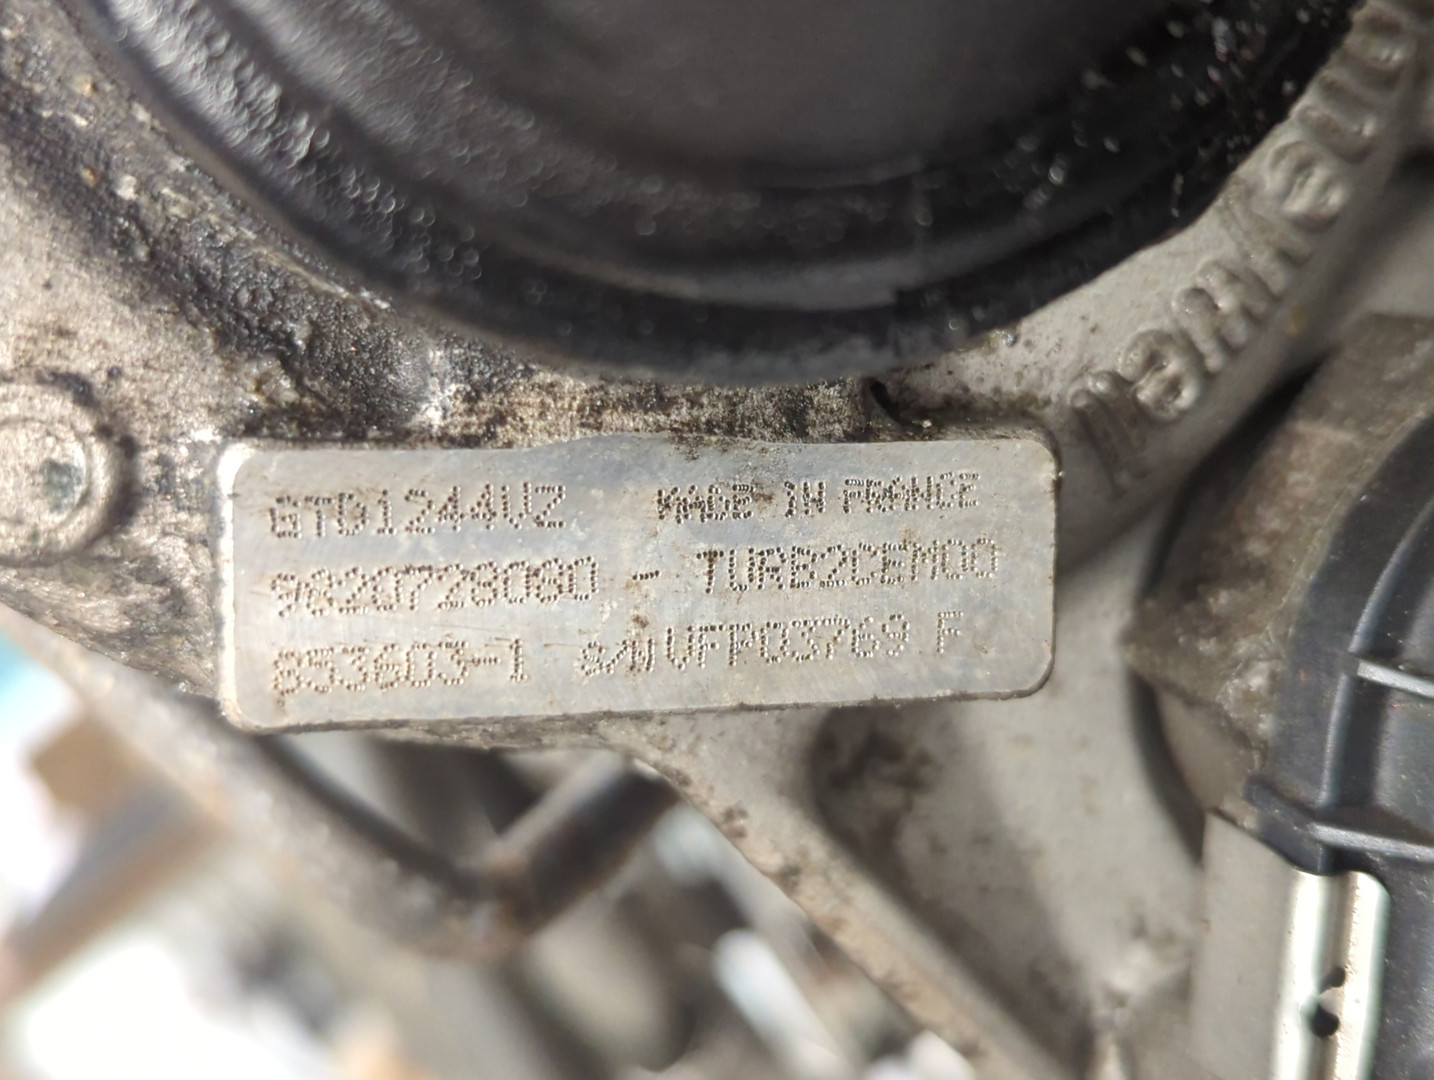 Honeywell
GTD1244VZ MADE IN FRANCE
9820728080 - TURB2CEM00
853603-1 S/N VFP03769 F